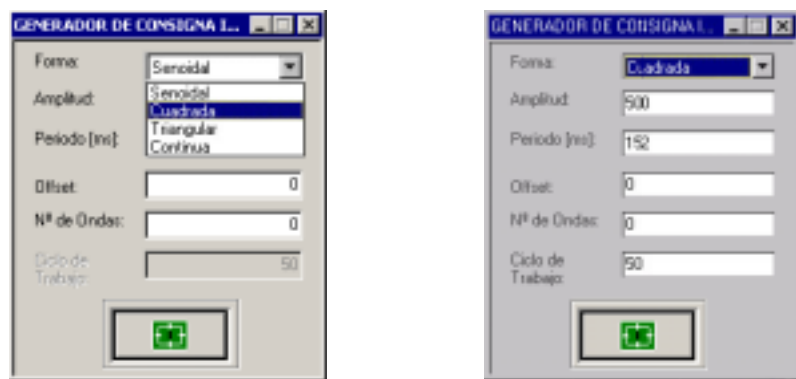 GENERADOR DE CONSIGNA I...
Forma:
Senoidal
Senoidal
Cuadrada
Triangular
Continua
Amplitud:
Periodo [ms]:
Offset:
0
Nº de Ondas:
0
Ciclo de
Trabajo:
50
GENERADOR DE CONSIGNA I...
Forma:
Cuadrada
Amplitud:
500
Periodo [ms]:
152
Offset:
0
Nº de Ondas:
0
Ciclo de
Trabajo:
50